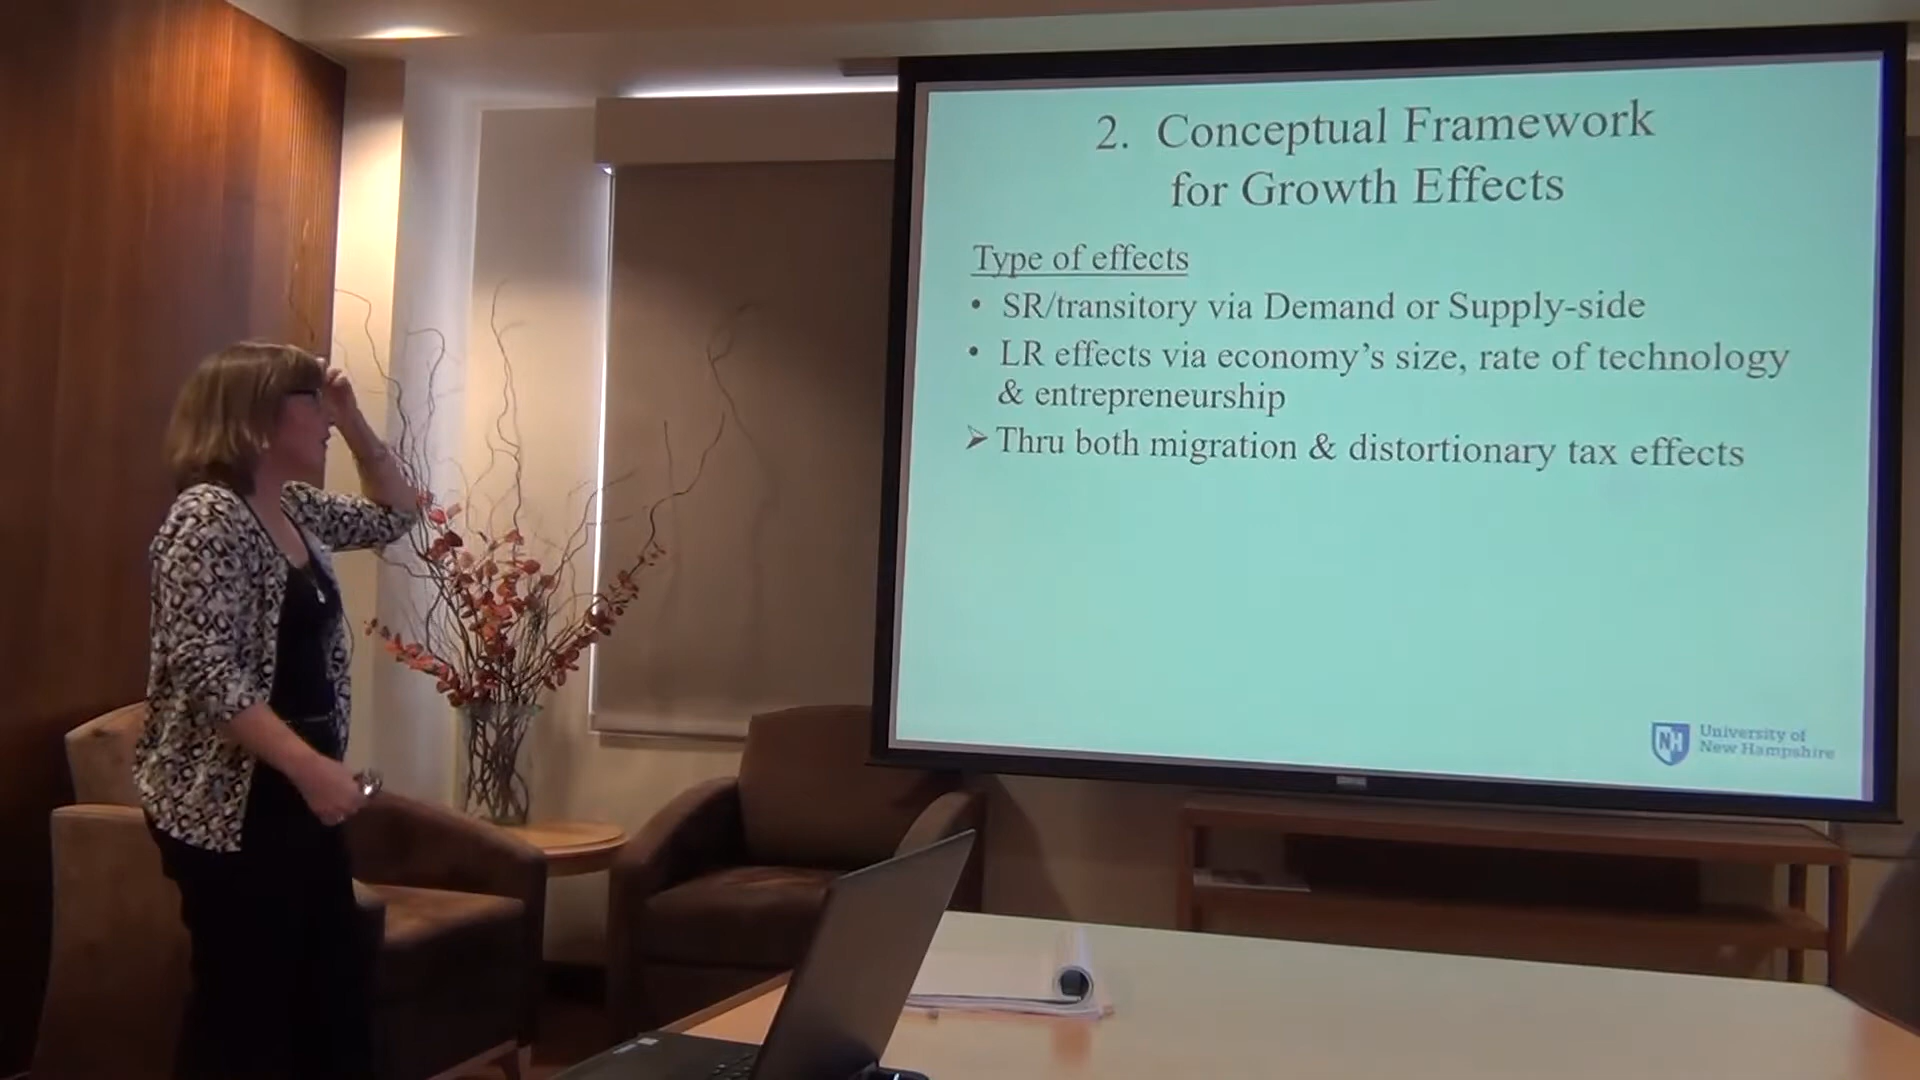 2. Conceptual Framework
for Growth Effects
Type of effects
• SR/transitory via Demand or Supply-side
• LR effects via economy's size, rate of technology
& entrepreneurship
➢ Thru both migration & distortionary tax effects
NH
University of
New Hampshire